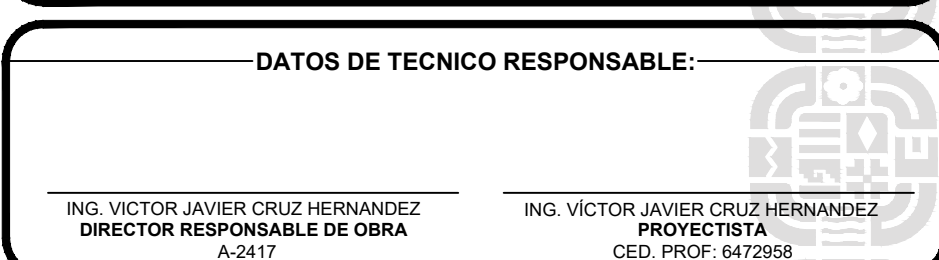 DATOS DE TECNICO RESPONSABLE:
ING. VICTOR JAVIER CRUZ HERNANDEZ
DIRECTOR RESPONSABLE DE OBRA
A-2417
ING. VÍCTOR JAVIER CRUZ HERNANDEZ
PROYECTISTA
CED. PROF: 6472958